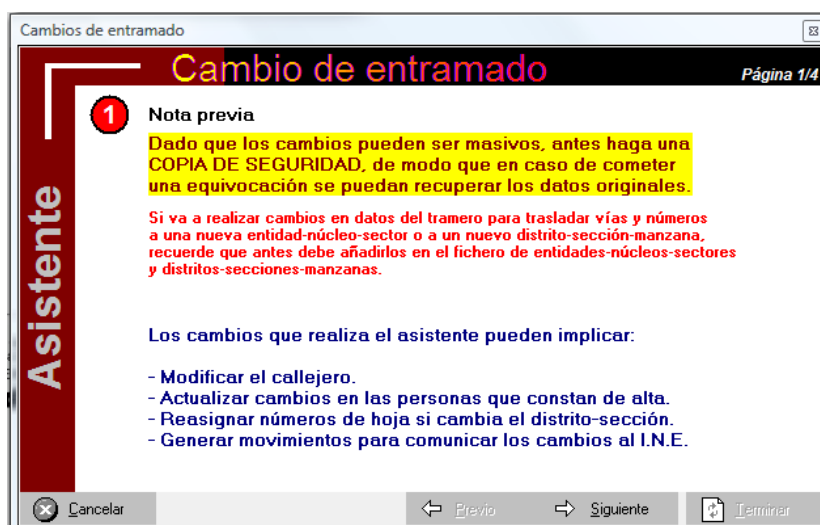 Cambios de entramado
Cambio de entramado
Página 1/4
Asistente
1
Nota previa
Dado que los cambios pueden ser masivos, antes haga una
COPIA DE SEGURIDAD, de modo que en caso de cometer
una equivocación se puedan recuperar los datos originales.
Si va a realizar cambios en datos del tramero para trasladar vías y números
a una nueva entidad-núcleo-sector o a un nuevo distrito-sección-manzana,
recuerde que antes debe añadirlos en el fichero de entidades-núcleos-sectores
y distritos-secciones-manzanas.
Los cambios que realiza el asistente pueden implicar:
- Modificar el callejero.
- Actualizar cambios en las personas que constan de alta.
- Reasignar números de hoja si cambia el distrito-sección.
- Generar movimientos para comunicar los cambios al I.N.E.
Cancelar
Previo
Siguiente
Terminar